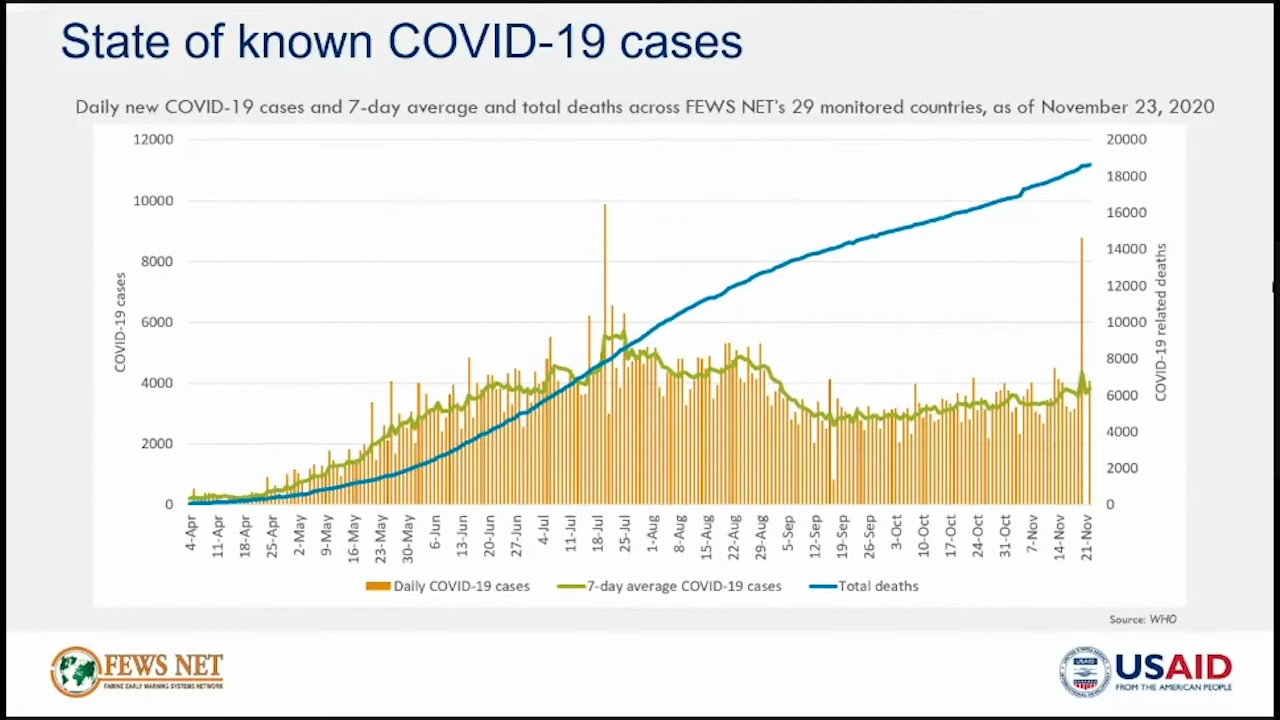 State of known COVID-19 cases
Daily new COVID-19 cases and 7-day average and total deaths across FEWS NET's 29 monitored countries, as of November 23, 2020
12000
10000
8000
6000
4000
2000
0
COVID-19 cases
20000
18000
16000
14000
12000
10000
8000
6000
4000
2000
0
COVID-19 related deaths
4-Apr
11-Apr
18-Apr
25-Apr
2-May
9-May
16-May
23-May
30-May
6-Jun
13-Jun
20-Jun
27-Jun
4-Jul
11-Jul
18-Jul
25-Jul
1-Aug
8-Aug
15-Aug
22-Aug
29-Aug
5-Sep
12-Sep
19-Sep
26-Sep
3-Oct
10-Oct
17-Oct
24-Oct
31-Oct
7-Nov
14-Nov
21-Nov
Daily COVID-19 cases
7-day average COVID-19 cases
Total deaths
Source: WHO
FEWS NET
FAMINE EARLY WARNING SYSTEMS NETWORK
USAID
USAID
FROM THE AMERICAN PEOPLE